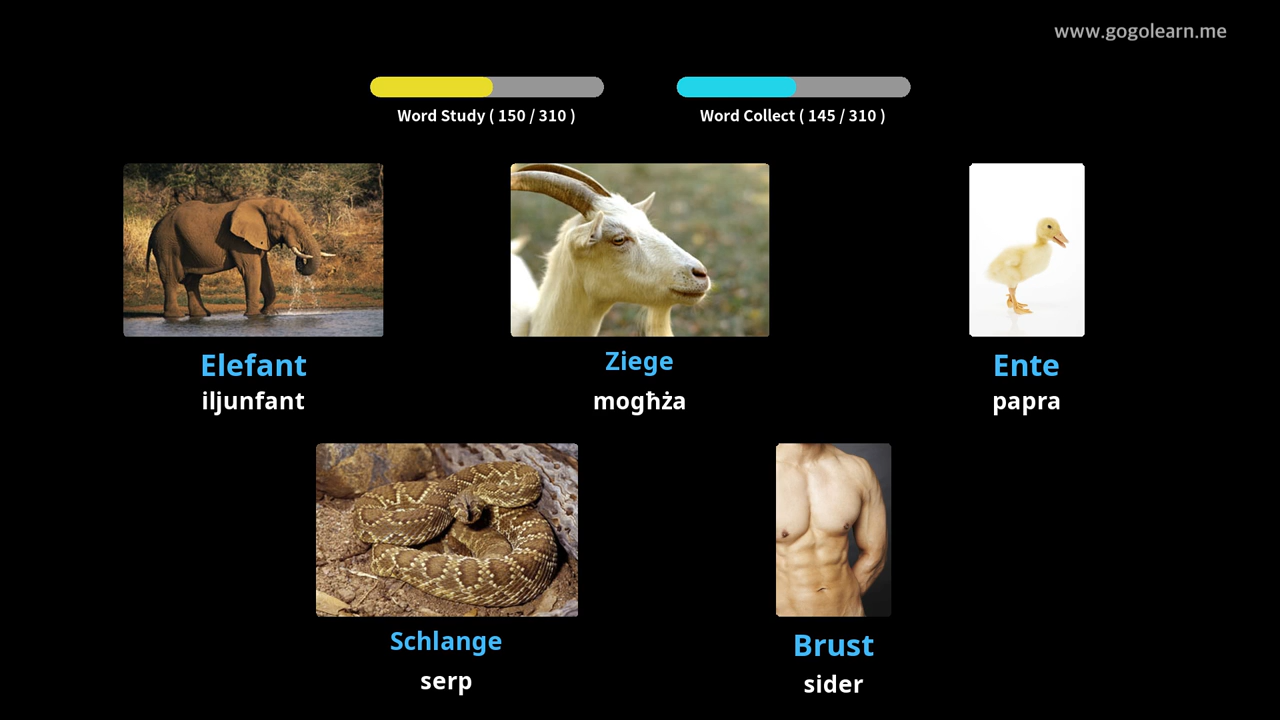 www.gogolearn.me
Word Study ( 150 / 310 )
Word Collect ( 145 / 310 )
Elefant
iljunfant
Ziege
mogħża
Ente
papra
Schlange
serp
Brust
sider